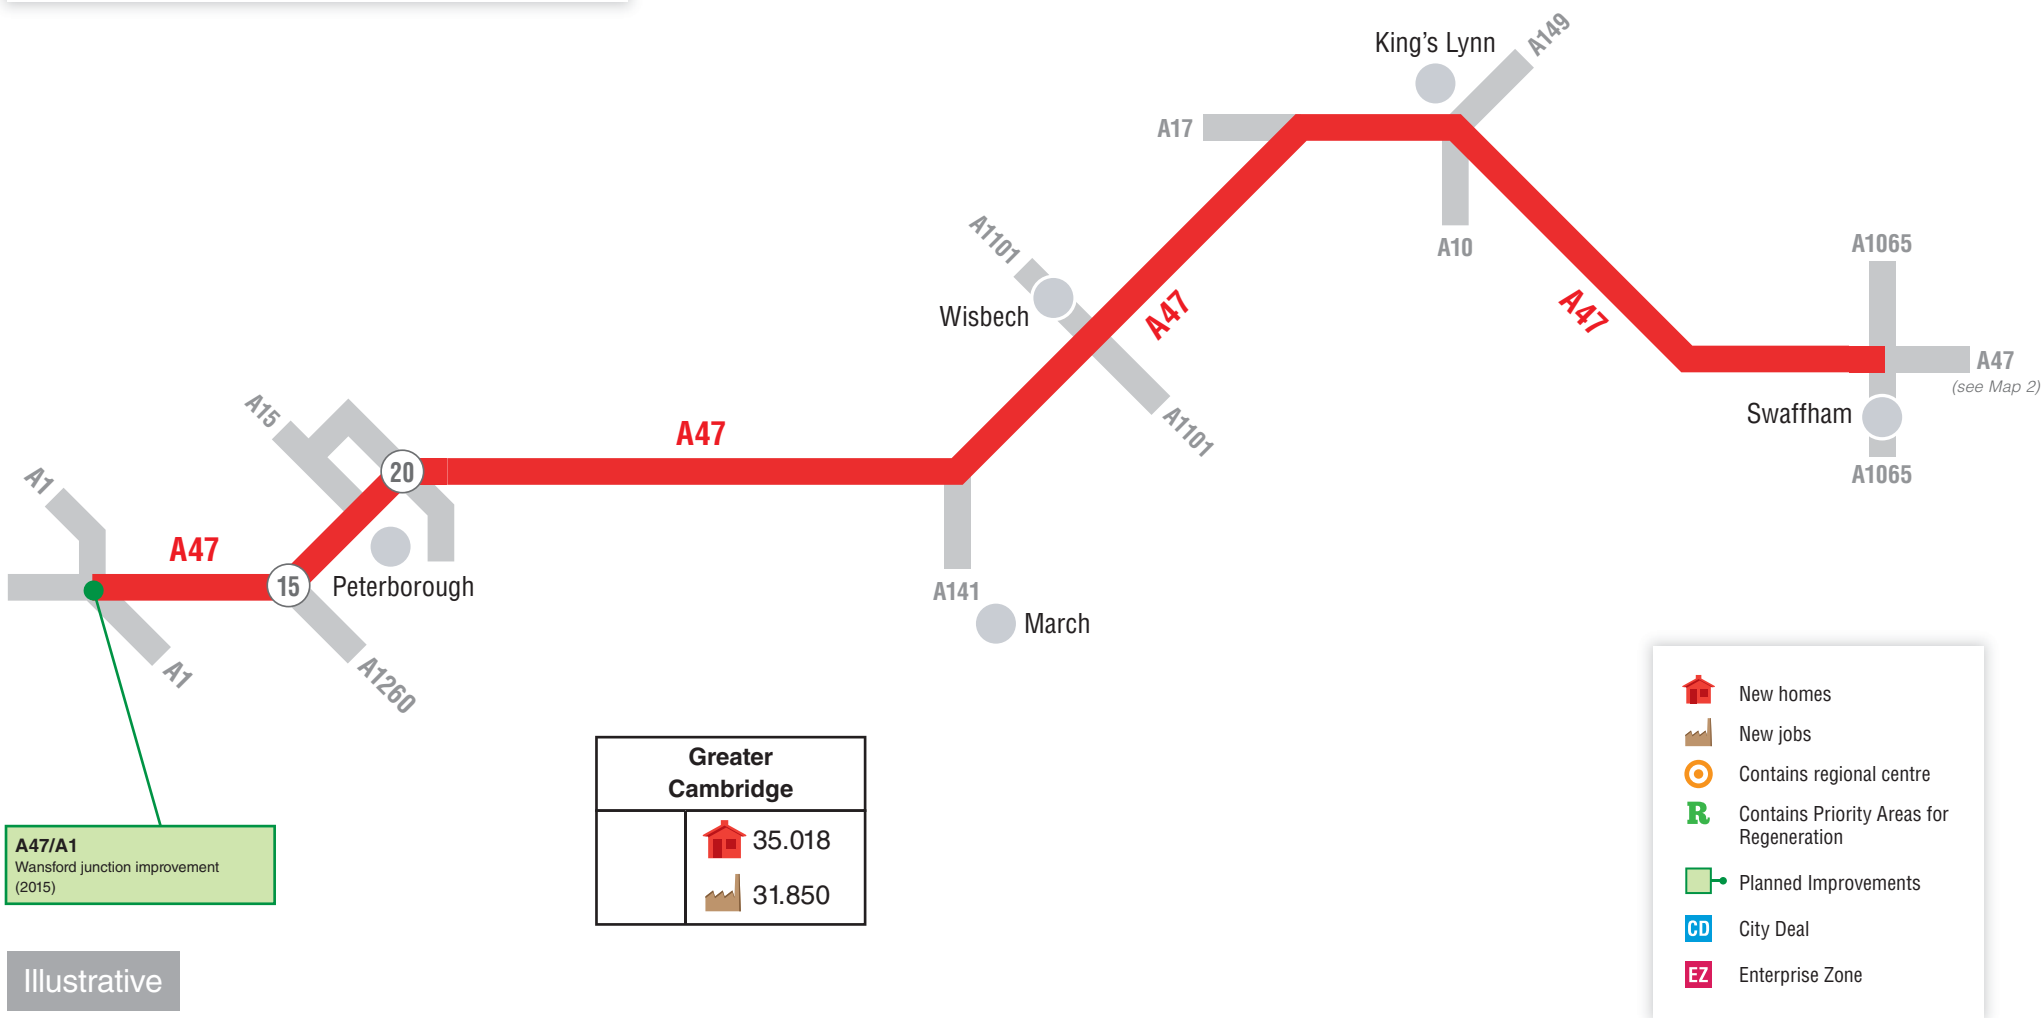 King's Lynn
A149
A17
A10
A1101
Wisbech
A47
A1101
A47
A1065
A47
(see Map 2)
Swaffham
A1065
A15
A47
20
A1
A47
15
Peterborough
A1
A1260
A141
March
A47/A1
Wansford junction improvement
(2015)
Greater
Cambridge
35.018
31.850
New homes
New jobs
Contains regional centre
R
Contains Priority Areas for
Regeneration
Planned Improvements
CD
City Deal
EZ
Enterprise Zone
Illustrative